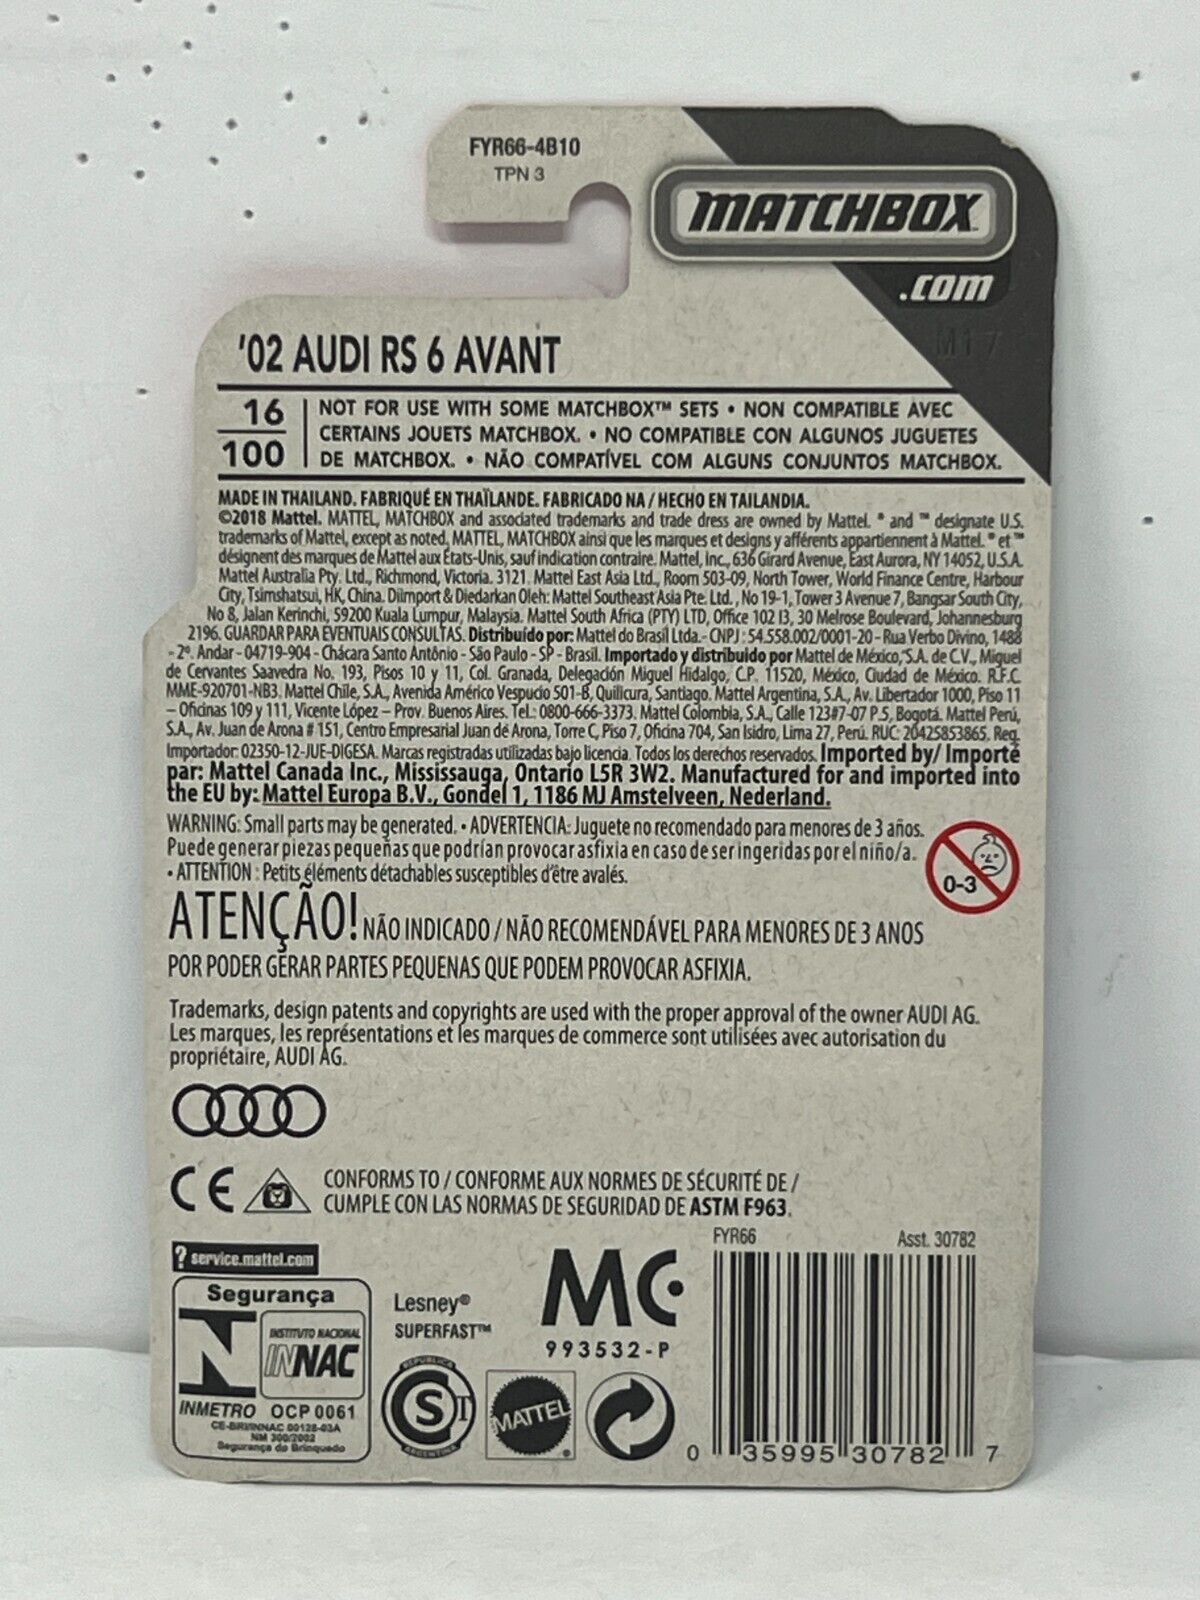 FYR66-4B10
TPN 3
MATCHBOX
.com
M17
'02 AUDI RS 6 AVANT
16
100
NOT FOR USE WITH SOME MATCHBOX™ SETS • NON COMPATIBLE AVEC
CERTAINS JOUETS MATCHBOX. • NO COMPATIBLE CON ALGUNOS JUGUETES
DE MATCHBOX. • NÃO COMPATÍVEL COM ALGUNS CONJUNTOS MATCHBOX.
MADE IN THAILAND. FABRIQUÉ EN THAÏLANDE. FABRICADO NA / HECHO EN TAILANDIA.
©2018 Mattel. MATTEL, MATCHBOX and associated trademarks and trade dress are owned by Mattel. ® and ™ designate U.S.
trademarks of Mattel, except as noted. MATTEL, MATCHBOX ainsi que les marques et designs y afférents appartiennent à Mattel. ® et ™
désignent des marques de Mattel aux États-Unis, sauf indication contraire. Mattel, Inc., 636 Girard Avenue, East Aurora, NY 14052, U.S.A.
Mattel Australia Pty. Ltd., Richmond, Victoria. 3121. Mattel East Asia Ltd., Room 503-09, North Tower, World Finance Centre, Harbour
City, Tsimshatsui, HK, China. Diimport & Diedarkan Oleh: Mattel Southeast Asia Pte. Ltd., No 19-1, Tower 3 Avenue 7, Bangsar South City,
No 8, Jalan Kerinchi, 59200 Kuala Lumpur, Malaysia. Mattel South Africa (PTY) LTD, Office 102 I3, 30 Melrose Boulevard, Johannesburg
2196. GUARDAR PARA EVENTUAIS CONSULTAS. Distribuído por: Mattel do Brasil Ltda.- CNPJ : 54.558.002/0001-20 - Rua Verbo Divino, 1488
- 2º. Andar - 04719-904 - Chácara Santo Antônio - São Paulo - SP - Brasil. Importado y distribuido por Mattel de México, S.A. de C.V., Miguel
de Cervantes Saavedra No. 193, Pisos 10 y 11, Col. Granada, Delegación Miguel Hidalgo, C.P. 11520, México, Ciudad de México. R.F.C.
MME-920701-NB3. Mattel Chile, S.A., Avenida Américo Vespucio 501-B, Quilicura, Santiago. Mattel Argentina, S.A., Av. Libertador 1000, Piso 11
– Oficinas 109 y 111, Vicente López – Prov. Buenos Aires. Tel.: 0800-666-3373. Mattel Colombia, S.A., Calle 123#7-07 P.5, Bogotá. Mattel Perú,
S.A., Av. Juan de Arona # 151, Centro Empresarial Juan de Arona, Torre C, Piso 7, Oficina 704, San Isidro, Lima 27, Perú. RUC: 20425853865. Reg.
Importador: 02350-12-JUE-DIGESA. Marcas registradas utilizadas bajo licencia. Todos los derechos reservados. Imported by/ Importé
par: Mattel Canada Inc., Mississauga, Ontario L5R 3W2. Manufactured for and imported into
the EU by: Mattel Europa B.V., Gondel 1, 1186 MJ Amstelveen, Nederland.
WARNING: Small parts may be generated. • ADVERTENCIA: Juguete no recomendado para menores de 3 años.
Puede generar piezas pequeñas que podrían provocar asfixia en caso de ser ingeridas por el niño/a.
• ATTENTION : Petits éléments détachables susceptibles d'être avalés.
0-3
ATENÇÃO! NÃO INDICADO / NÃO RECOMENDÁVEL PARA MENORES DE 3 ANOS
POR PODER GERAR PARTES PEQUENAS QUE PODEM PROVOCAR ASFIXIA.
Trademarks, design patents and copyrights are used with the proper approval of the owner AUDI AG.
Les marques, les représentations et les marques de commerce sont utilisées avec autorisation du
propriétaire, AUDI AG.
CE
CONFORMS TO / CONFORME AUX NORMES DE SÉCURITÉ DE /
CUMPLE CON LAS NORMAS DE SEGURIDAD DE ASTM F963.
FYR66 Asst. 30782
? service.mattel.com
Segurança
INSTITUTO NACIONAL
INNAC
INMETRO OCP 0061
CE-BRI/INNAC 00128-03A
NM 300/2002
Segurança do Brinquedo
Lesney®
SUPERFAST™
MC
993532-P
REPUBLICA
S T
ARGENTINA
MATTEL
0 35995 30782 7